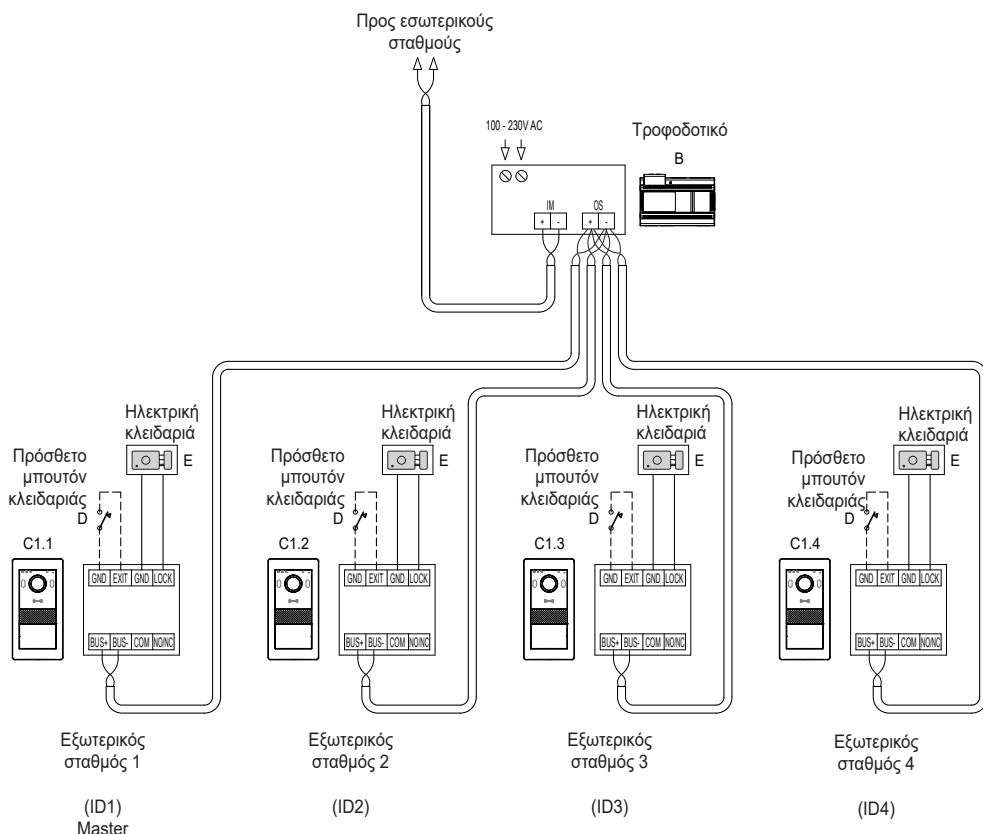 Προς εσωτερικούς
σταθμούς
100 - 230V AC
Τροφοδοτικό
B
IM
OS
+ -
+ -
Ηλεκτρική
κλειδαριά
E
Πρόσθετο
μπουτόν
κλειδαριάς
D
C1.1
GND EXIT GND LOCK
BUS+ BUS- COM NO/NC
Εξωτερικός
σταθμός 1
(ID1)
Master
Ηλεκτρική
κλειδαριά
E
Πρόσθετο
μπουτόν
κλειδαριάς
D
C1.2
GND EXIT GND LOCK
BUS+ BUS- COM NO/NC
Εξωτερικός
σταθμός 2
(ID2)
Ηλεκτρική
κλειδαριά
E
Πρόσθετο
μπουτόν
κλειδαριάς
D
C1.3
GND EXIT GND LOCK
BUS+ BUS- COM NO/NC
Εξωτερικός
σταθμός 3
(ID3)
Ηλεκτρική
κλειδαριά
E
Πρόσθετο
μπουτόν
κλειδαριάς
D
C1.4
GND EXIT GND LOCK
BUS+ BUS- COM NO/NC
Εξωτερικός
σταθμός 4
(ID4)